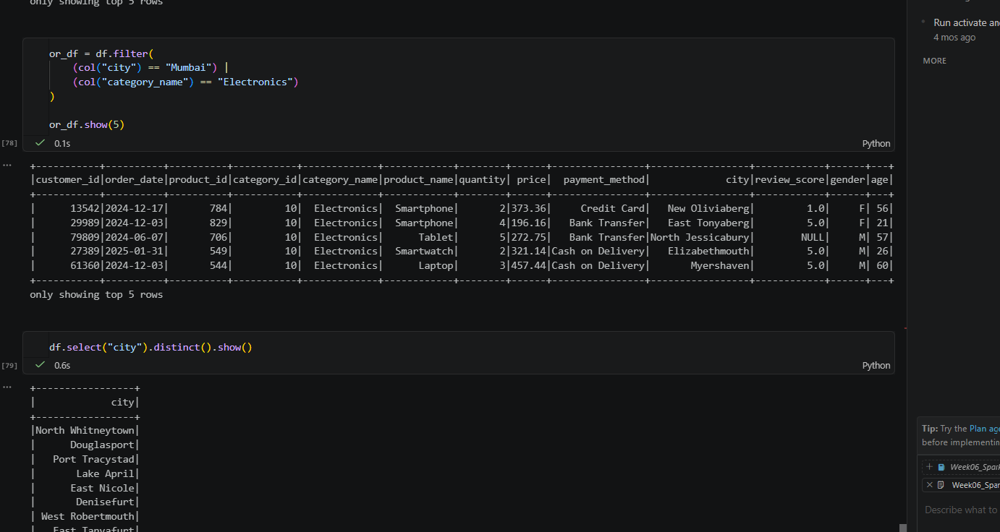 only showing top 5 rows
or_df = df.filter(
(col("city") == "Mumbai") |
(col("category_name") == "Electronics")
)
or_df.show(5)
[78]
0.1s
Python
...
+-----------+----------+----------+-----------+-------------+------------+--------+------+----------------+-----------------+------------+------+---+
|customer_id|order_date|product_id|category_id|category_name|product_name|quantity| price|  payment_method|             city|review_score|gender|age|
+-----------+----------+----------+-----------+-------------+------------+--------+------+----------------+-----------------+------------+------+---+
|      13542|2024-12-17|       784|         10|  Electronics|  Smartphone|       2|373.36|     Credit Card|   New Oliviaberg|         1.0|     F| 56|
|      29989|2024-12-03|       829|         10|  Electronics|  Smartphone|       4|196.16|   Bank Transfer|   East Tonyaberg|         5.0|     F| 21|
|      79809|2024-06-07|       706|         10|  Electronics|      Tablet|       5|272.75|   Bank Transfer|North Jessicabury|        NULL|     M| 57|
|      27389|2025-01-31|       549|         10|  Electronics|  Smartwatch|       2|321.14|Cash on Delivery|   Elizabethmouth|         5.0|     M| 26|
|      61360|2024-12-03|       544|         10|  Electronics|      Laptop|       3|457.44|Cash on Delivery|       Myershaven|         5.0|     M| 60|
+-----------+----------+----------+-----------+-------------+------------+--------+------+----------------+-----------------+------------+------+---+
only showing top 5 rows
df.select("city").distinct().show()
[79]
0.6s
Python
...
+-----------------+
|             city|
+-----------------+
|North Whitneytown|
|      Douglasport|
|   Port Tracystad|
|       Lake April|
|      East Nicole|
|       Denisefurt|
| West Robertmouth|
|   East Tanyafurt|
Run activate an
4 mos ago
MORE
Tip: Try the Plan age
before implementin
Week06_Spark
Week06_Spar
Describe what to